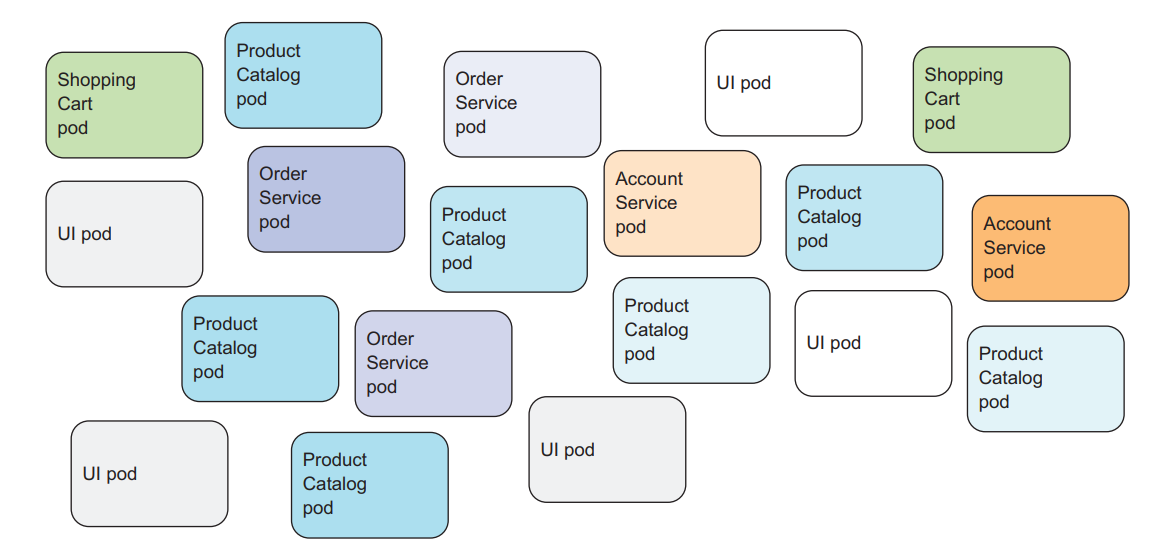 Shopping
Cart
pod
Product
Catalog
pod
Order
Service
pod
UI pod
Shopping
Cart
pod
UI pod
Order
Service
pod
Product
Catalog
pod
Account
Service
pod
Product
Catalog
pod
Account
Service
pod
Product
Catalog
pod
Order
Service
pod
Product
Catalog
pod
UI pod
Product
Catalog
pod
UI pod
Product
Catalog
pod
UI pod